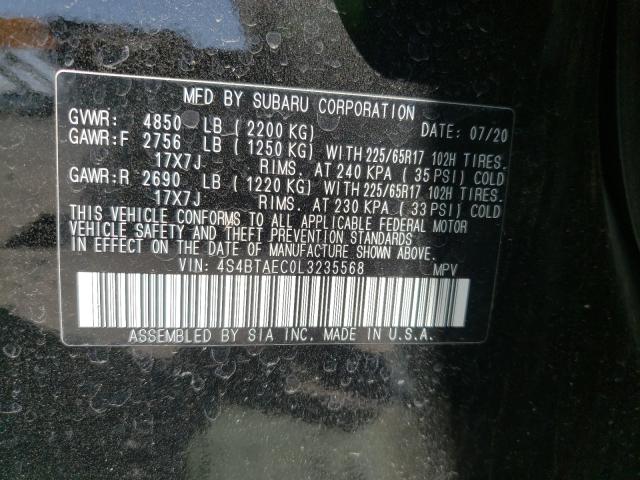 MFD BY SUBARU CORPORATION
GVWR: 4850 LB ( 2200 KG) DATE: 07/20
GAWR:F 2756 LB ( 1250 KG) WITH 225/65R17 102H TIRES.
17X7J RIMS. AT 240 KPA ( 35 PSI) COLD
GAWR:R 2690 LB ( 1220 KG) WITH 225/65R17 102H TIRES.
17X7J RIMS. AT 230 KPA ( 33 PSI) COLD
THIS VEHICLE CONFORMS TO ALL APPLICABLE FEDERAL MOTOR
VEHICLE SAFETY AND THEFT PREVENTION STANDARDS
IN EFFECT ON THE DATE OF MANUFACTURE SHOWN ABOVE.
VIN: 4S4BTAEC0L3235568 MPV
ASSEMBLED BY SIA INC. MADE IN U.S.A.